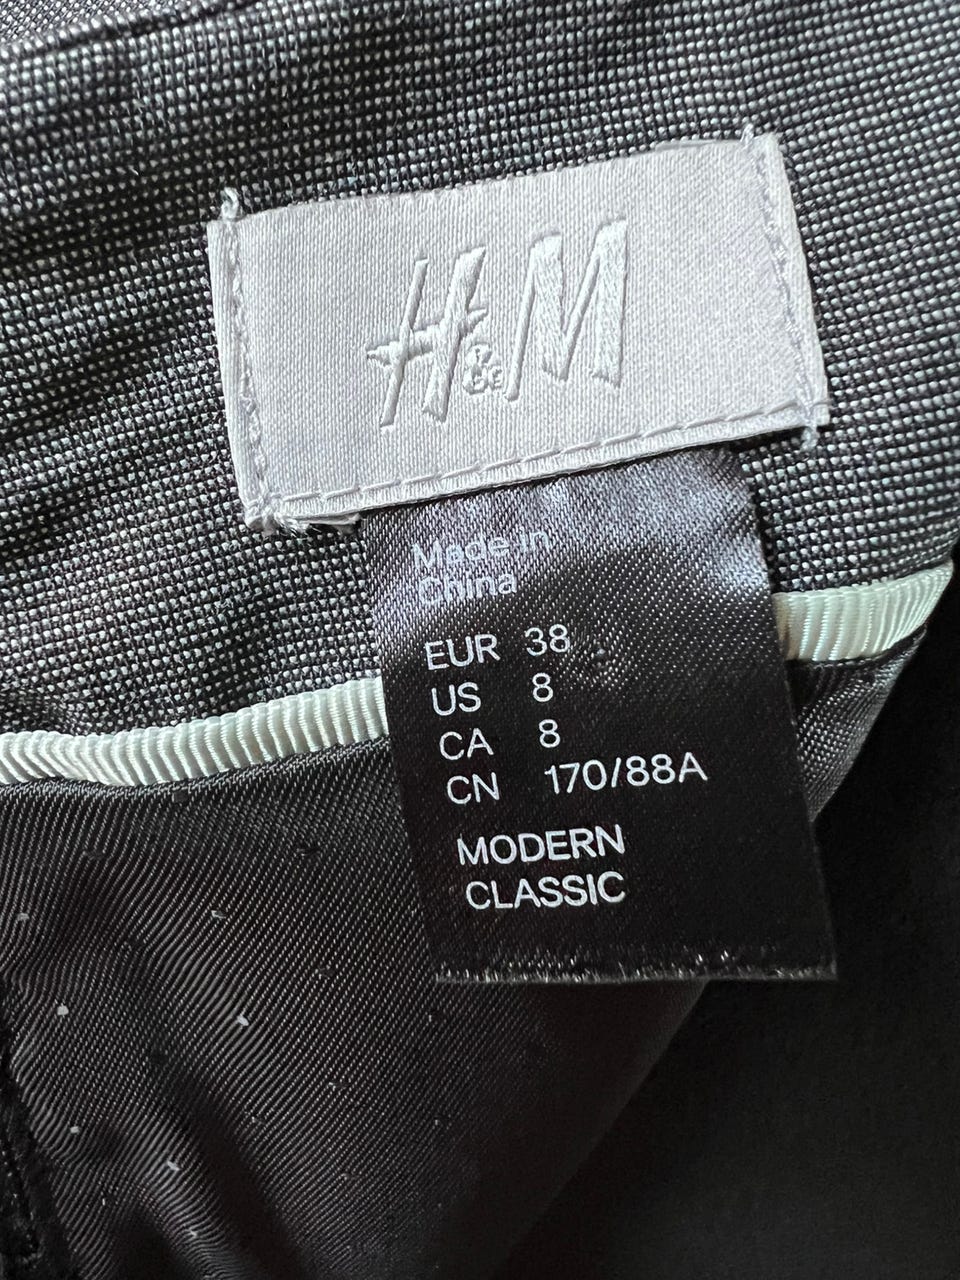 H&M
Made in
China
EUR 38
US 8
CA 8
CN 170/88A
MODERN
CLASSIC